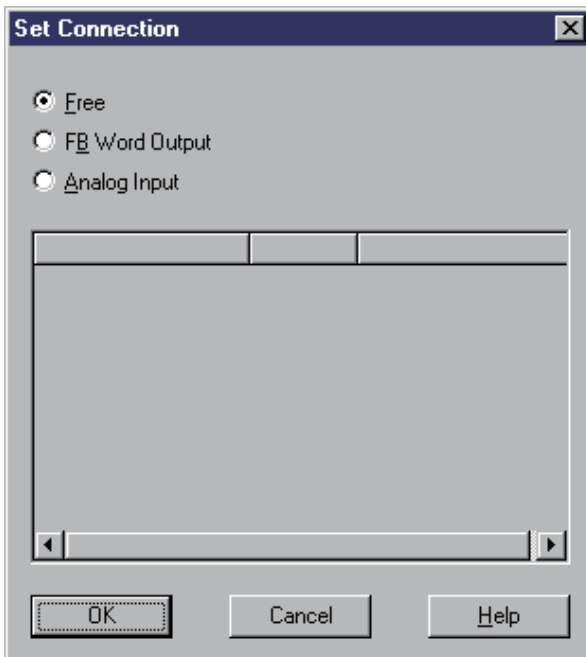 Set Connection
Free
FB Word Output
Analog Input
OK Cancel Help